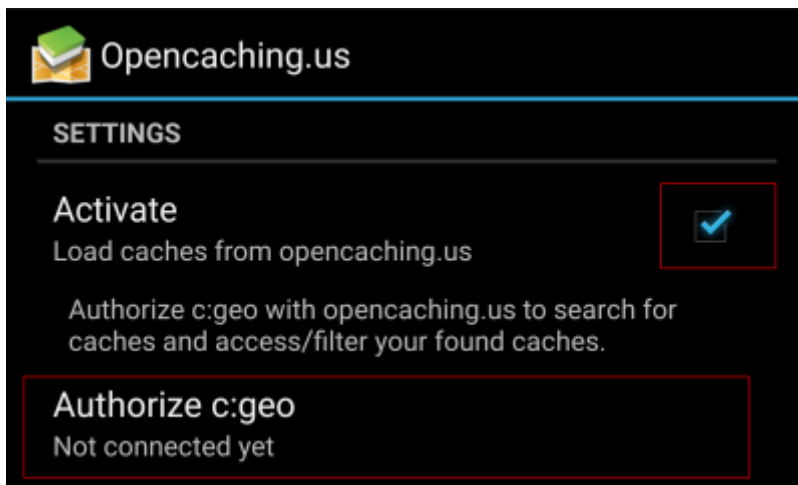 Opencaching.us
SETTINGS
Activate
Load caches from opencaching.us
Authorize c:geo with opencaching.us to search for
caches and access/filter your found caches.
Authorize c:geo
Not connected yet